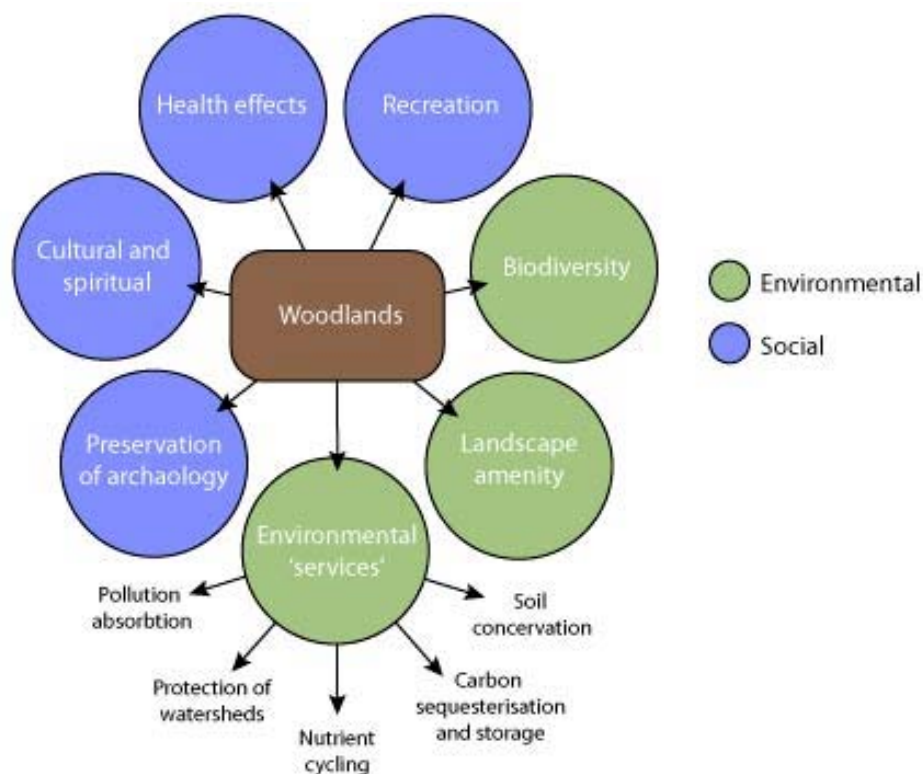 Health effects
Recreation
Cultural and
spiritual
Biodiversity
Woodlands
Environmental
Social
Preservation
of archaology
Landscape
amenity
Environmental
'services'
Pollution
absorbtion
Soil
concervation
Protection of
watersheds
Carbon
sequesterisation
and storage
Nutrient
cycling